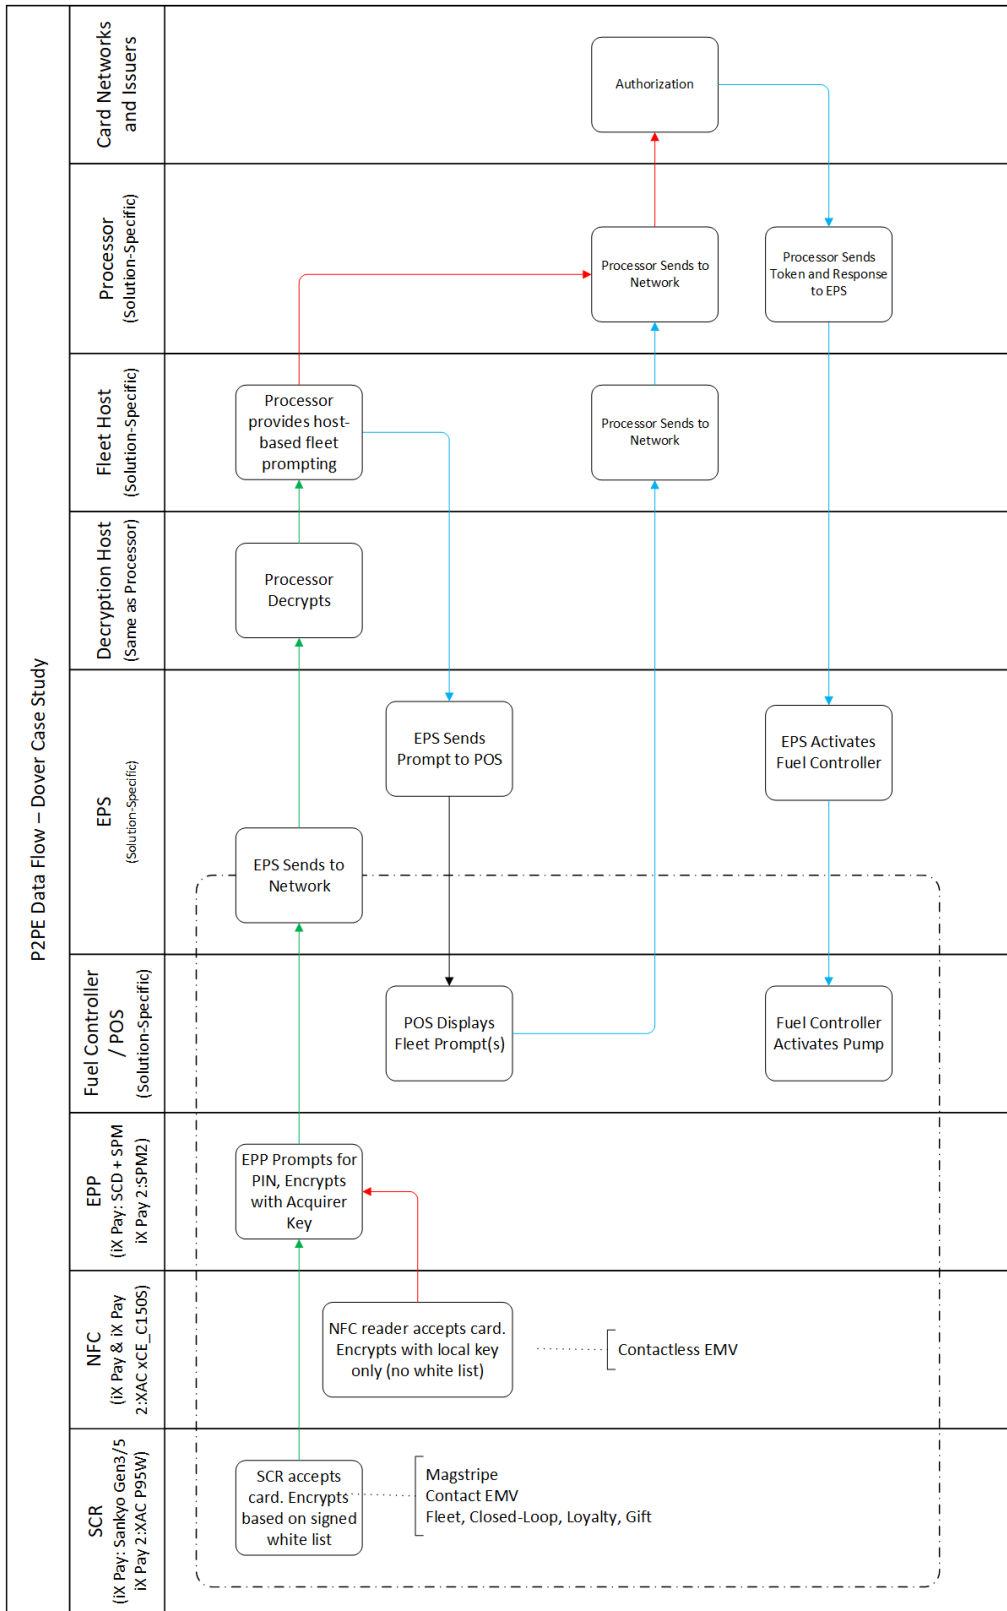 P2PE Data Flow – Dover Case Study
Card Networks
and Issuers
Authorization
Processor
(Solution-Specific)
Processor Sends to
Network
Processor Sends
Token and Response
to EPS
Fleet Host
(Solution-Specific)
Processor
provides host-
based fleet
prompting
Processor Sends to
Network
Decryption Host
(Same as Processor)
Processor
Decrypts
EPS
(Solution-Specific)
EPS Sends
Prompt to POS
EPS Activates
Fuel Controller
EPS Sends to
Network
Fuel Controller
/ POS
(Solution-Specific)
POS Displays
Fleet Prompt(s)
Fuel Controller
Activates Pump
EPP
(iX Pay: SCD + SPM
iX Pay 2:SPM2)
EPP Prompts for
PIN, Encrypts
with Acquirer
Key
NFC
(iX Pay & iX Pay
2:XAC xCE_C150S)
NFC reader accepts card.
Encrypts with local key
only (no white list)
Contactless EMV
SCR
(iX Pay: Sankyo Gen3/5
iX Pay 2:XAC P95W)
SCR accepts
card. Encrypts
based on signed
white list
Magstripe
Contact EMV
Fleet, Closed-Loop, Loyalty, Gift